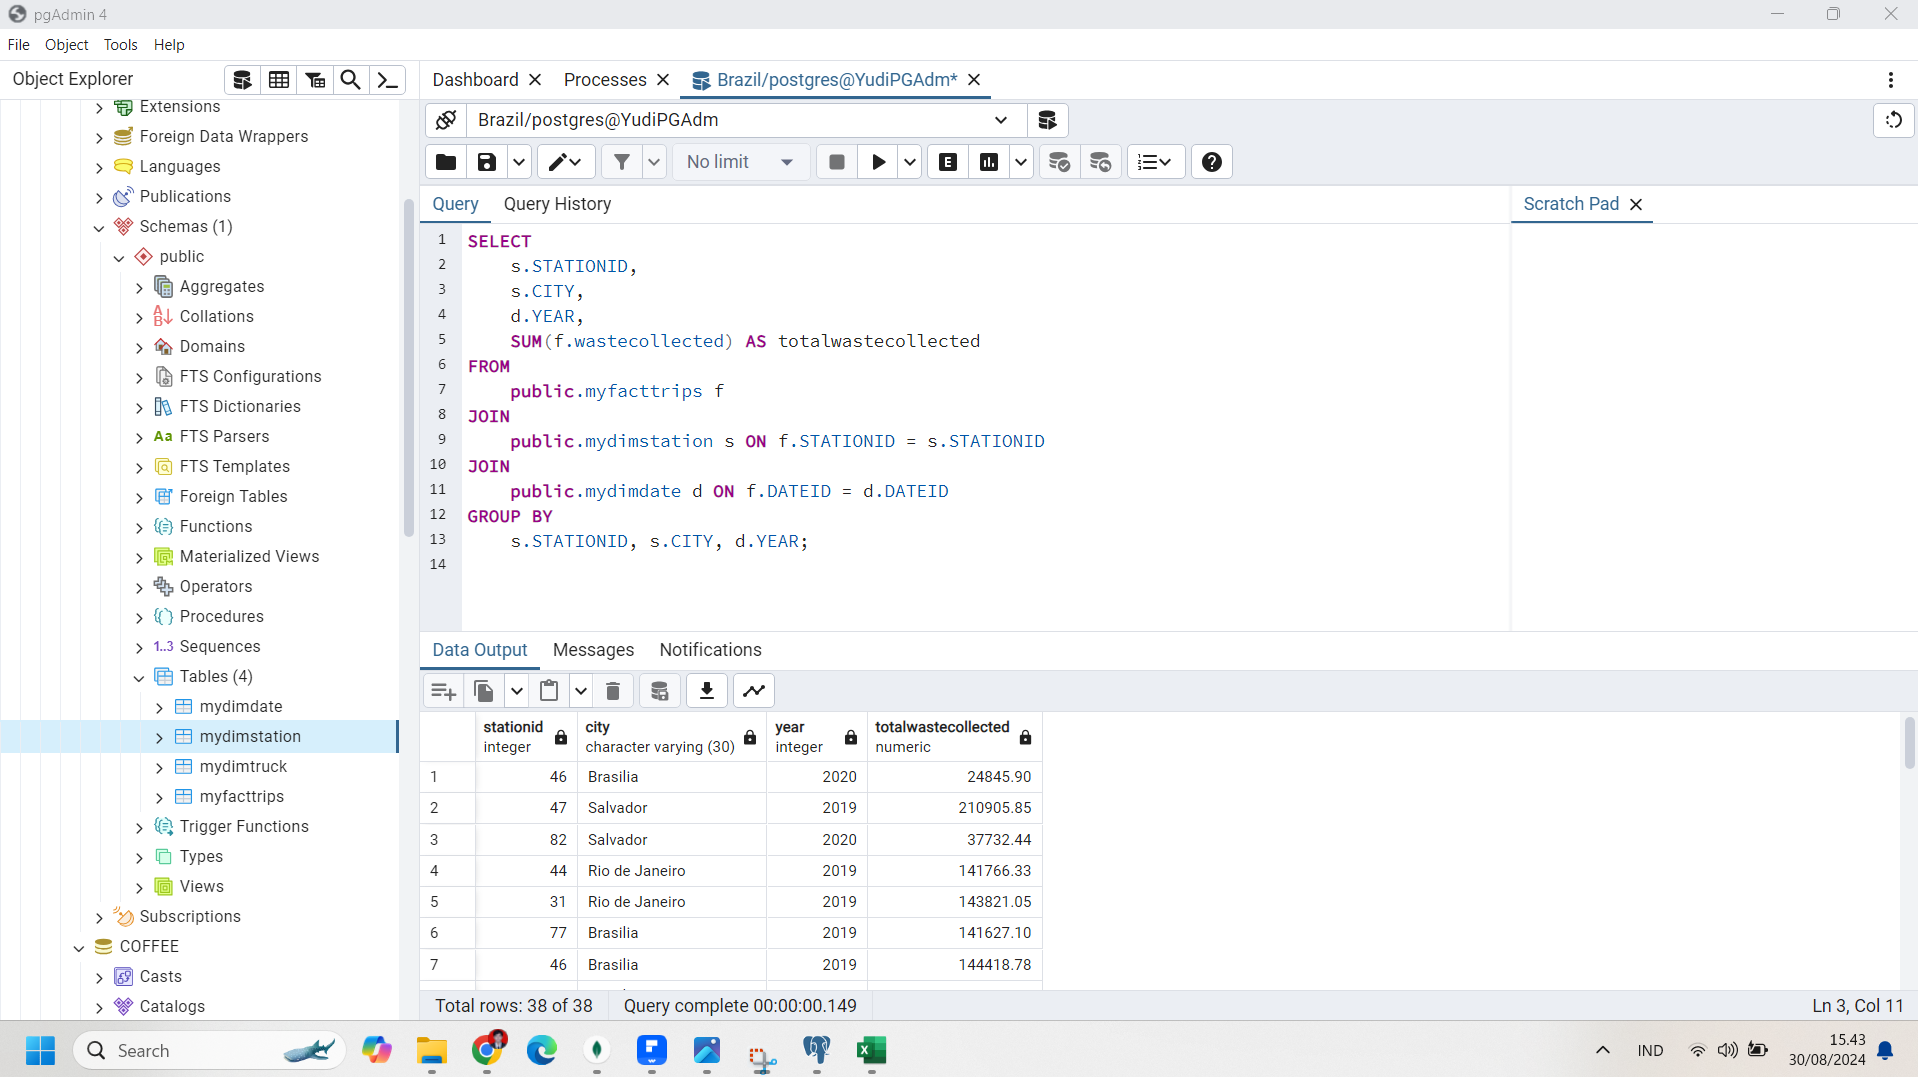 pgAdmin 4
File Object Tools Help
Object Explorer
Extensions
Foreign Data Wrappers
Languages
Publications
Schemas (1)
public
Aggregates
Collations
Domains
FTS Configurations
FTS Dictionaries
Aa FTS Parsers
FTS Templates
Foreign Tables
Functions
Materialized Views
Operators
Procedures
1..3 Sequences
Tables (4)
mydimdate
mydimstation
mydimtruck
myfacttrips
Trigger Functions
Types
Views
Subscriptions
COFFEE
Casts
Catalogs
Dashboard Processes Brazil/postgres@YudiPGAdm*
Brazil/postgres@YudiPGAdm
No limit E
Query Query History
Scratch Pad
1 SELECT
2 s.STATIONID,
3 s.CITY,
4 d.YEAR,
5 SUM(f.wastecollected) AS totalwastecollected
6 FROM
7 public.myfacttrips f
8 JOIN
9 public.mydimstation s ON f.STATIONID = s.STATIONID
10 JOIN
11 public.mydimdate d ON f.DATEID = d.DATEID
12 GROUP BY
13 s.STATIONID, s.CITY, d.YEAR;
14
Data Output Messages Notifications
stationid city year totalwastecollected
integer character varying (30) integer numeric
1 46 Brasilia 2020 24845.90
2 47 Salvador 2019 210905.85
3 82 Salvador 2020 37732.44
4 44 Rio de Janeiro 2019 141766.33
5 31 Rio de Janeiro 2019 143821.05
6 77 Brasilia 2019 141627.10
7 46 Brasilia 2019 144418.78
Total rows: 38 of 38 Query complete 00:00:00.149 Ln 3, Col 11
Search
IND
15.43
30/08/2024